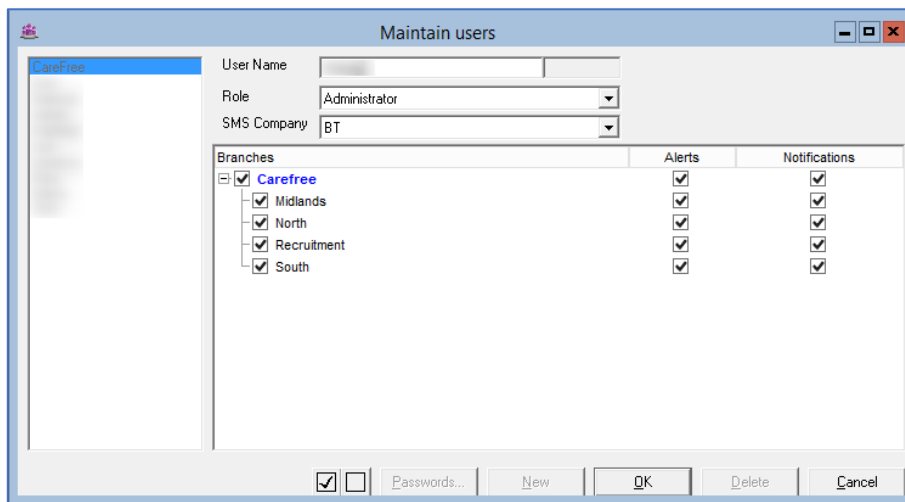 Maintain users
CareFree
User Name
Role Administrator
SMS Company BT
Branches Alerts Notifications
Carefree
Midlands
North
Recruitment
South
Passwords... New OK Delete Cancel